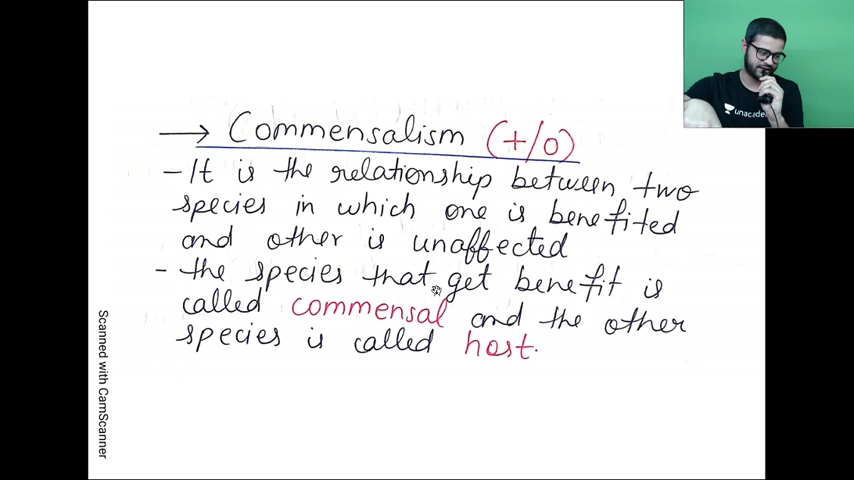 → Commensalism (+/0)
- It is the relationship between two
species in which one is benefited
and other is unaffected
- the species that get benefit is
called commensal and the other
species is called host.
Scanned with CamScanner
unacade